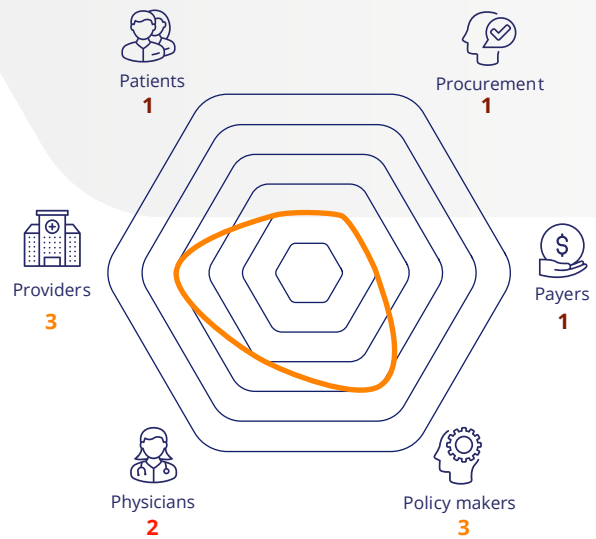 Patients
1
Procurement
1
Providers
3
$
Payers
1
Physicians
2
Policy makers
3